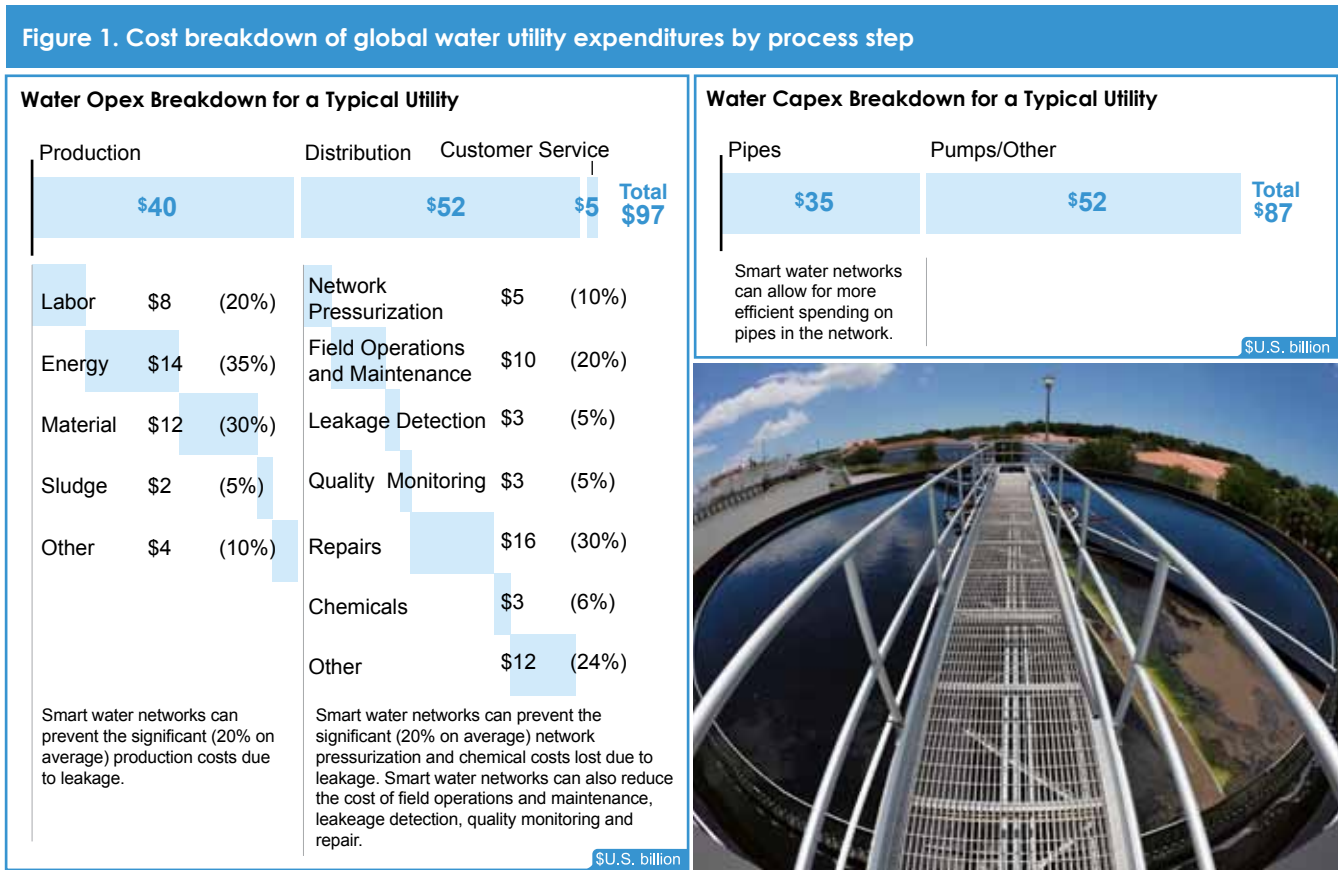 Figure 1. Cost breakdown of global water utility expenditures by process step
Water Opex Breakdown for a Typical Utility
Production Distribution Customer Service
$40 $52 $5 Total $97
Labor $8 (20%)
Energy $14 (35%)
Material $12 (30%)
Sludge $2 (5%)
Other $4 (10%)
Smart water networks can
prevent the significant (20% on
average) production costs due
to leakage.
Network
Pressurization $5 (10%)
Field Operations
and Maintenance $10 (20%)
Leakage Detection $3 (5%)
Quality Monitoring $3 (5%)
Repairs $16 (30%)
Chemicals $3 (6%)
Other $12 (24%)
Smart water networks can prevent the
significant (20% on average) network
pressurization and chemical costs lost due to
leakage. Smart water networks can also reduce
the cost of field operations and maintenance,
leakeage detection, quality monitoring and
repair.
$U.S. billion
Water Capex Breakdown for a Typical Utility
Pipes Pumps/Other
$35 $52 Total $87
Smart water networks
can allow for more
efficient spending on
pipes in the network.
$U.S. billion